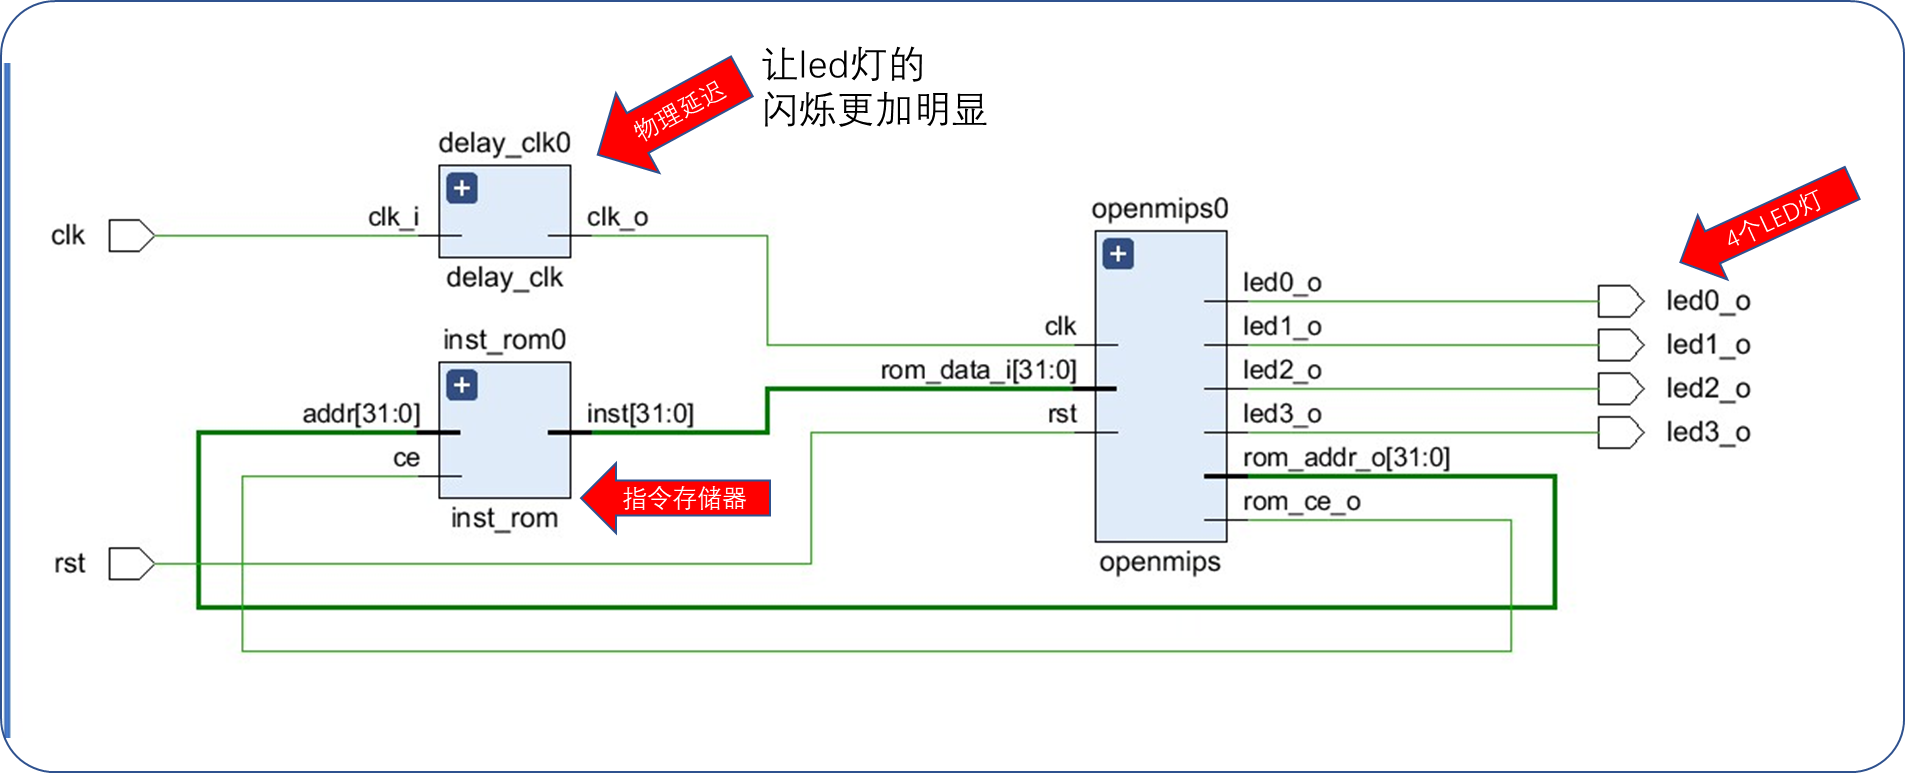 让led灯的
闪烁更加明显
物理延迟
delay_clk0
clk_i
clk_o
clk
delay_clk
4个LED灯
openmips0
led0_o
led0_o
led1_o
led1_o
clk
led2_o
led2_o
rom_data_i[31:0]
led3_o
led3_o
rst
rom_addr_o[31:0]
rom_ce_o
openmips
inst_rom0
addr[31:0]
inst[31:0]
ce
指令存储器
inst_rom
rst